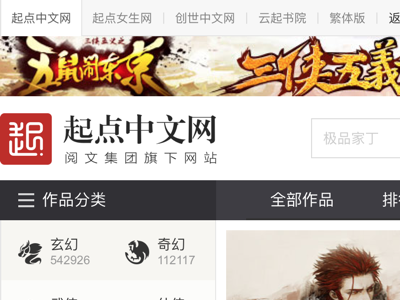 起点中文网 起点女生网 创世中文网 云起书院 繁体版
三侠五义之
五鼠闹东京 三侠五義
起点中文网
阅文集团旗下网站
极品家丁
作品分类 全部作品
玄幻 奇幻
542926 112117